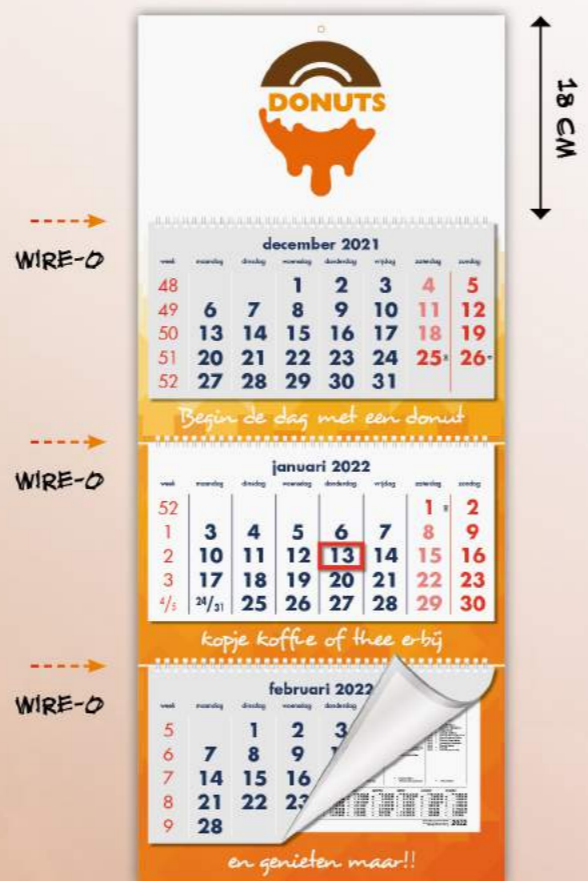 DONUTS
18 CM
WIRE-O
december 2021
week maandag dinsdag woensdag donderdag vrijdag zaterdag zondag
48 1 2 3 4 5
49 6 7 8 9 10 11 12
50 13 14 15 16 17 18 19
51 20 21 22 23 24 25 26
52 27 28 29 30 31
Begin de dag met een donut
WIRE-O
januari 2022
week maandag dinsdag woensdag donderdag vrijdag zaterdag zondag
52 1 2
1 3 4 5 6 7 8 9
2 10 11 12 13 14 15 16
3 17 18 19 20 21 22 23
4/5 24/31 25 26 27 28 29 30
kopje koffie of thee erbij
WIRE-O
februari 2022
week maandag dinsdag woensdag donderdag
5 1 2 3
6 7 8 9
7 14 15 16
8 21 22 23
9 28
2022
en genieten maar!!